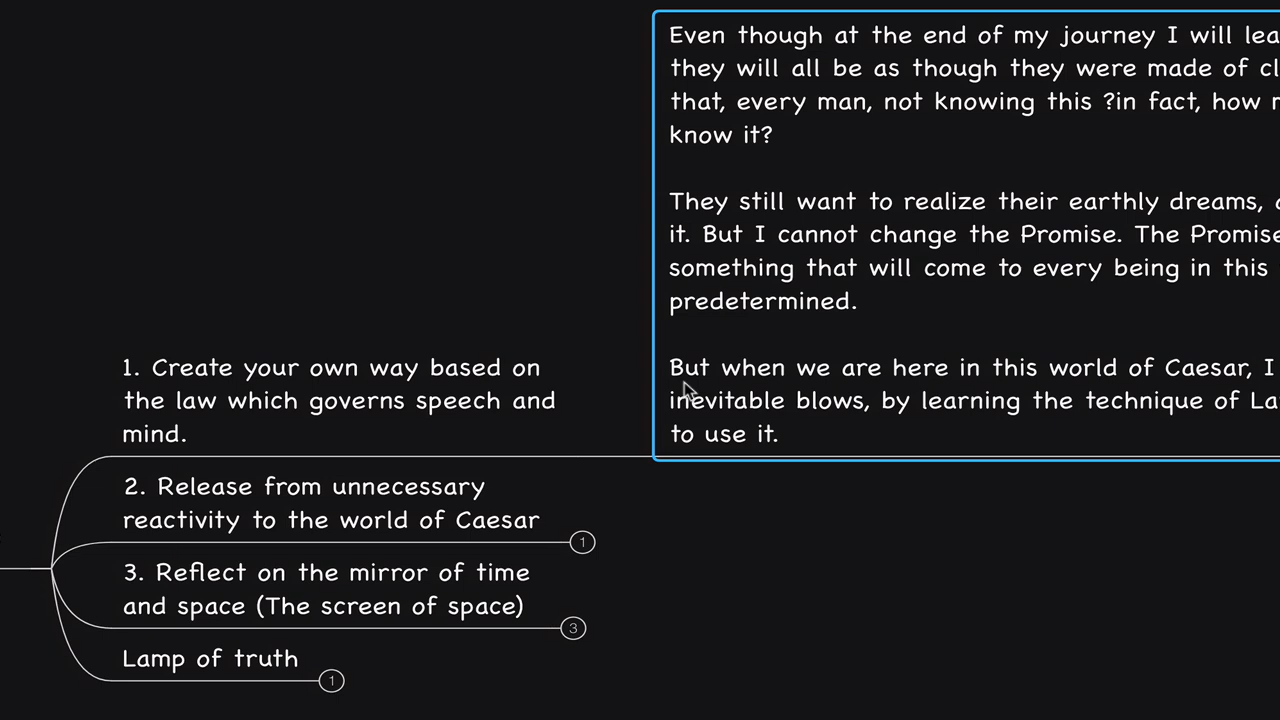 Even though at the end of my journey I will
they will all be as though they were made of
that, every man, not knowing this ?in fact, how
know it?
They still want to realize their earthly dreams,
it. But I cannot change the Promise. The Promise
something that will come to every being in this
predetermined.
But when we are here in this world of Caesar, I
inevitable blows, by learning the technique of
to use it.
1. Create your own way based on
the law which governs speech and
mind.
2. Release from unnecessary
reactivity to the world of Caesar
1
3. Reflect on the mirror of time
and space (The screen of space)
3
Lamp of truth
1